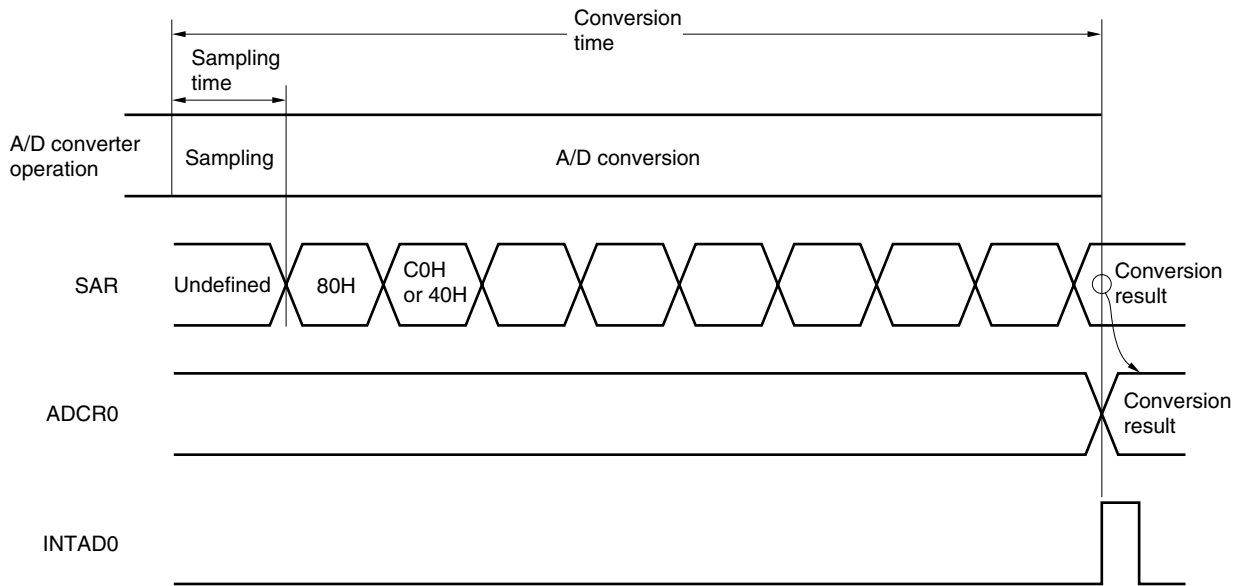 Conversion
time
Sampling
time
A/D converter
operation
Sampling
A/D conversion
SAR
Undefined
80H
C0H
or 40H
Conversion
result
ADCR0
Conversion
result
INTAD0